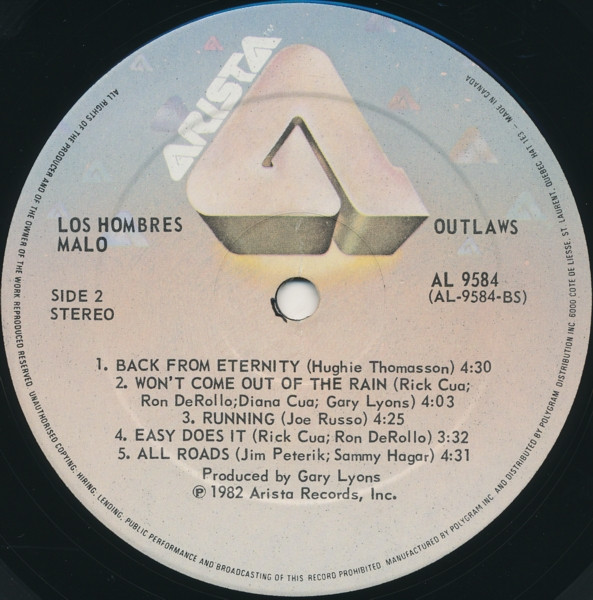 ARISTA™
LOS HOMBRES
MALO
OUTLAWS
SIDE 2
STEREO
AL 9584
(AL-9584-BS)
1. BACK FROM ETERNITY (Hughie Thomasson) 4:30
2. WON'T COME OUT OF THE RAIN (Rick Cua;
Ron DeRollo;Diana Cua; Gary Lyons) 4:03
3. RUNNING (Joe Russo) 4:25
4. EASY DOES IT (Rick Cua; Ron DeRollo) 3:32
5. ALL ROADS (Jim Peterik; Sammy Hagar) 4:31
Produced by Gary Lyons
℗ 1982 Arista Records, Inc.
ALL RIGHTS OF THE PRODUCER AND OF THE OWNER OF THE WORK REPRODUCED RESERVED. UNAUTHORISED COPYING, HIRING, LENDING, PUBLIC PERFORMANCE AND BROADCASTING OF THIS RECORD PROHIBITED. MANUFACTURED BY POLYGRAM INC. AND DISTRIBUTED BY POLYGRAM DISTRIBUTION INC. 6000 COTE DE LIESSE, ST. LAURENT, QUEBEC H4T 1E3 – MADE IN CANADA